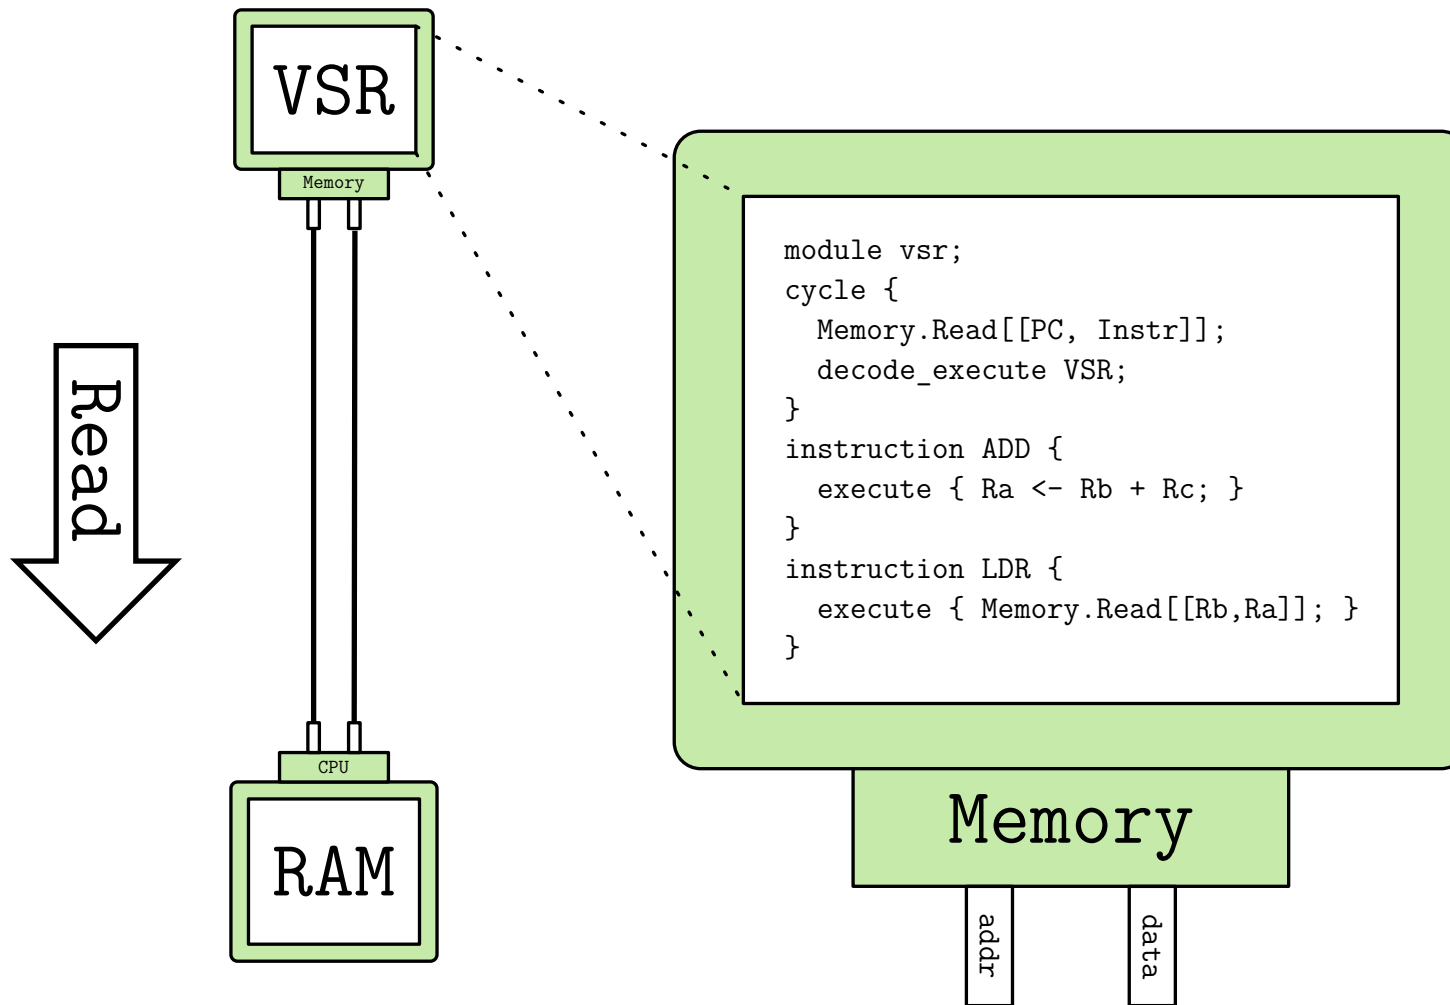 VSR
Memory
Read
CPU
RAM
module vsr;
cycle {
  Memory.Read[[PC, Instr]];
  decode_execute VSR;
}
instruction ADD {
  execute { Ra <- Rb + Rc; }
}
instruction LDR {
  execute { Memory.Read[[Rb,Ra]]; }
}
Memory
addr
data